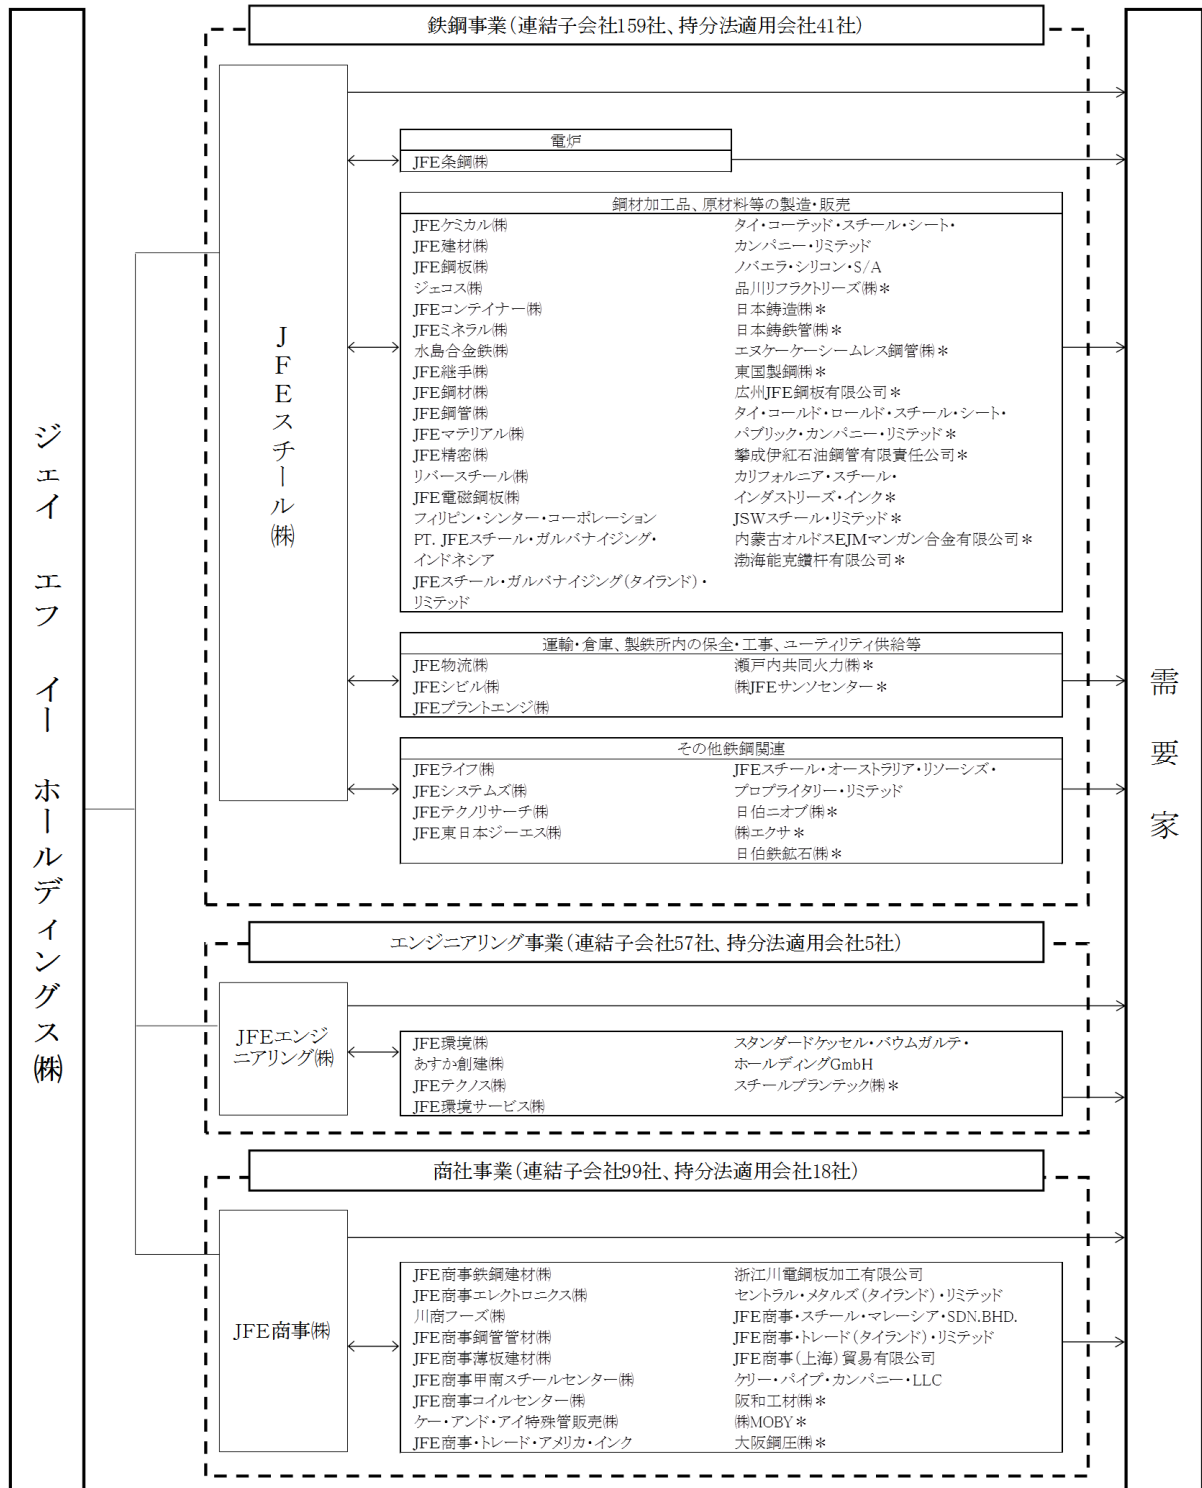 ジェイ エフ イー ホールディングス㈱
鉄鋼事業(連結子会社159社、持分法適用会社41社)
JFEスチール㈱
電炉
JFE条鋼㈱
鋼材加工品、原材料等の製造・販売
JFEケミカル㈱
JFE建材㈱
JFE鋼板㈱
ジェコス㈱
JFEコンテイナー㈱
JFEミネラル㈱
水島合金鉄㈱
JFE継手㈱
JFE鋼材㈱
JFE鋼管㈱
JFEマテリアル㈱
JFE精密㈱
リバースチール㈱
JFE電磁鋼板㈱
フィリピン・シンター・コーポレーション
PT. JFEスチール・ガルバナイジング・
インドネシア
JFEスチール・ガルバナイジング(タイランド)・
リミテッド
タイ・コーテッド・スチール・シート・
カンパニー・リミテッド
ノバエラ・シリコン・S/A
品川リフラクトリーズ㈱＊
日本鋳造㈱＊
日本鋳鉄管㈱＊
エヌケーケーシームレス鋼管㈱＊
東国製鋼㈱＊
広州JFE鋼板有限公司＊
タイ・コールド・ロールド・スチール・シート・
パブリック・カンパニー・リミテッド＊
攀成伊紅石油鋼管有限責任公司＊
カリフォルニア・スチール・
インダストリーズ・インク＊
JSWスチール・リミテッド＊
内蒙古オルドスEJMマンガン合金有限公司＊
渤海能克鑽杆有限公司＊
運輸・倉庫、製鉄所内の保全・工事、ユーティリティ供給等
JFE物流㈱
JFEシビル㈱
JFEプラントエンジ㈱
瀬戸内共同火力㈱＊
㈱JFEサンソセンター＊
その他鉄鋼関連
JFEライフ㈱
JFEシステムズ㈱
JFEテクノリサーチ㈱
JFE東日本ジーエス㈱
JFEスチール・オーストラリア・リソーシズ・
プロプライタリー・リミテッド
日伯ニオブ㈱＊
㈱エクサ＊
日伯鉄鉱石㈱＊
エンジニアリング事業(連結子会社57社、持分法適用会社5社)
JFEエンジ
ニアリング㈱
JFE環境㈱
あすか創建㈱
JFEテクノス㈱
JFE環境サービス㈱
スタンダードケッセル・バウムガルテ・
ホールディングGmbH
スチールプランテック㈱＊
商社事業(連結子会社99社、持分法適用会社18社)
JFE商事㈱
JFE商事鉄鋼建材㈱
JFE商事エレクトロニクス㈱
川商フーズ㈱
JFE商事鋼管管材㈱
JFE商事薄板建材㈱
JFE商事甲南スチールセンター㈱
JFE商事コイルセンター㈱
ケー・アンド・アイ特殊管販売㈱
JFE商事・トレード・アメリカ・インク
浙江川電鋼板加工有限公司
セントラル・メタルズ(タイランド)・リミテッド
JFE商事・スチール・マレーシア・SDN.BHD.
JFE商事・トレード(タイランド)・リミテッド
JFE商事(上海)貿易有限公司
ケリー・パイプ・カンパニー・LLC
阪和工材㈱＊
㈱MOBY＊
大阪鋼圧㈱＊
需要家